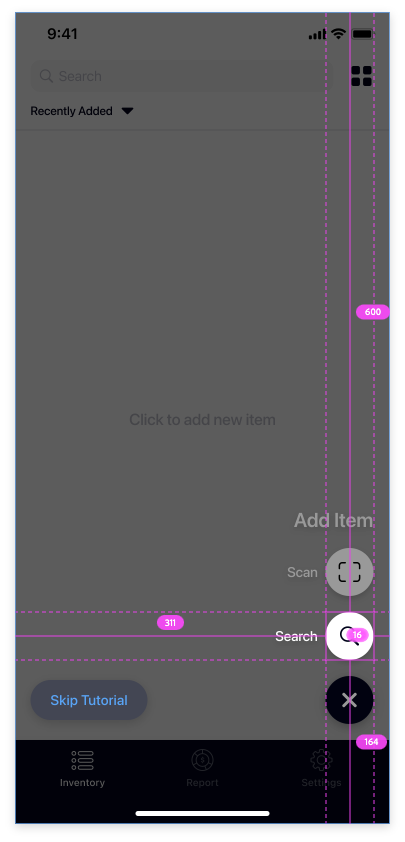 9:41
Search
Recently Added
600
Click to add new item
Add Item
Scan
311
Search
16
Skip Tutorial
164
Inventory
Report
Settings